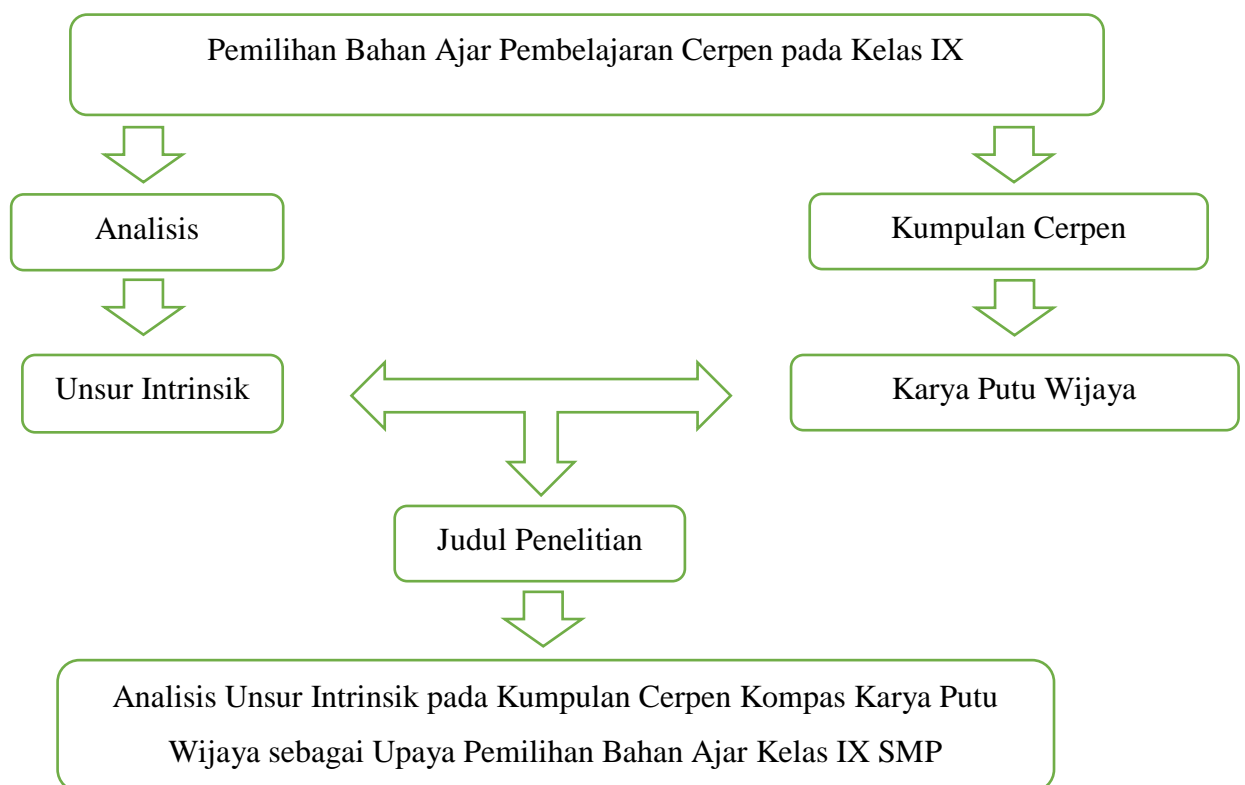 Pemilihan Bahan Ajar Pembelajaran Cerpen pada Kelas IX
Analisis
Kumpulan Cerpen
Unsur Intrinsik
Karya Putu Wijaya
Judul Penelitian
Analisis Unsur Intrinsik pada Kumpulan Cerpen Kompas Karya Putu
Wijaya sebagai Upaya Pemilihan Bahan Ajar Kelas IX SMP